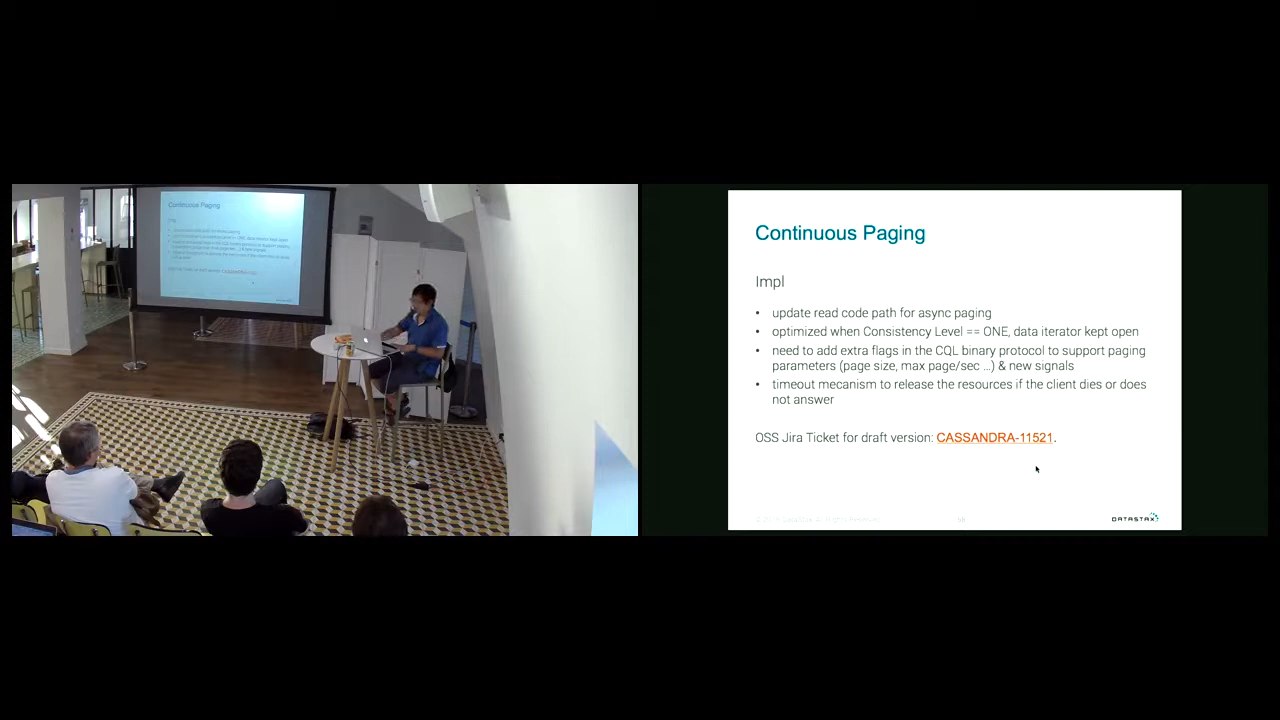 Continuous Paging
Impl
• update read code path for async paging
• optimized when Consistency Level == ONE, data iterator kept open
• need to add extra flags in the CQL binary protocol to support paging
parameters (page size, max page/sec ...) & new signals
• timeout mecanism to release the resources if the client dies or does
not answer
OSS Jira Ticket for draft version: CASSANDRA-11521.
DATASTAX
Continuous Paging